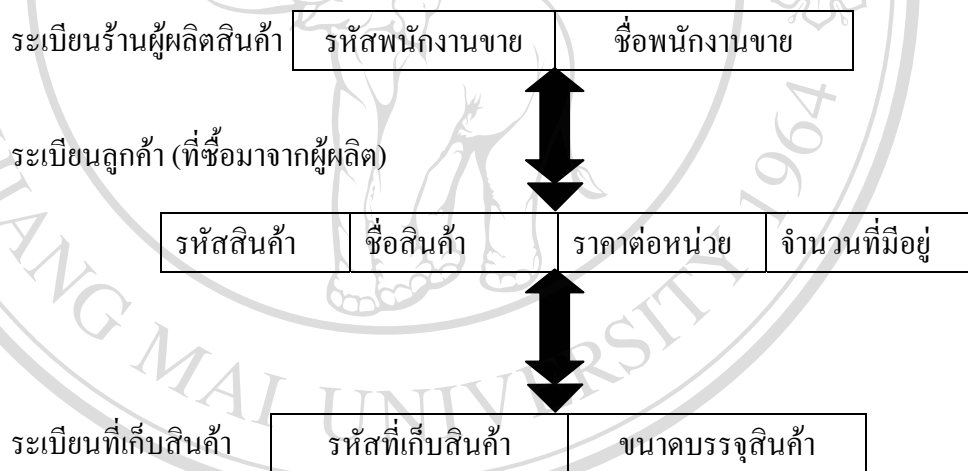 ระเบียนร้านผู้ผลิตสินค้า รหัสพนักงานขาย ชื่อพนักงานขาย
ระเบียนลูกค้า (ที่ซื้อมาจากผู้ผลิต)
รหัสสินค้า ชื่อสินค้า ราคาต่อหน่วย จำนวนที่มีอยู่
ระเบียนที่เก็บสินค้า รหัสที่เก็บสินค้า ขนาดบรรจุสินค้า
ANG MAI UNIVERSITY 1964